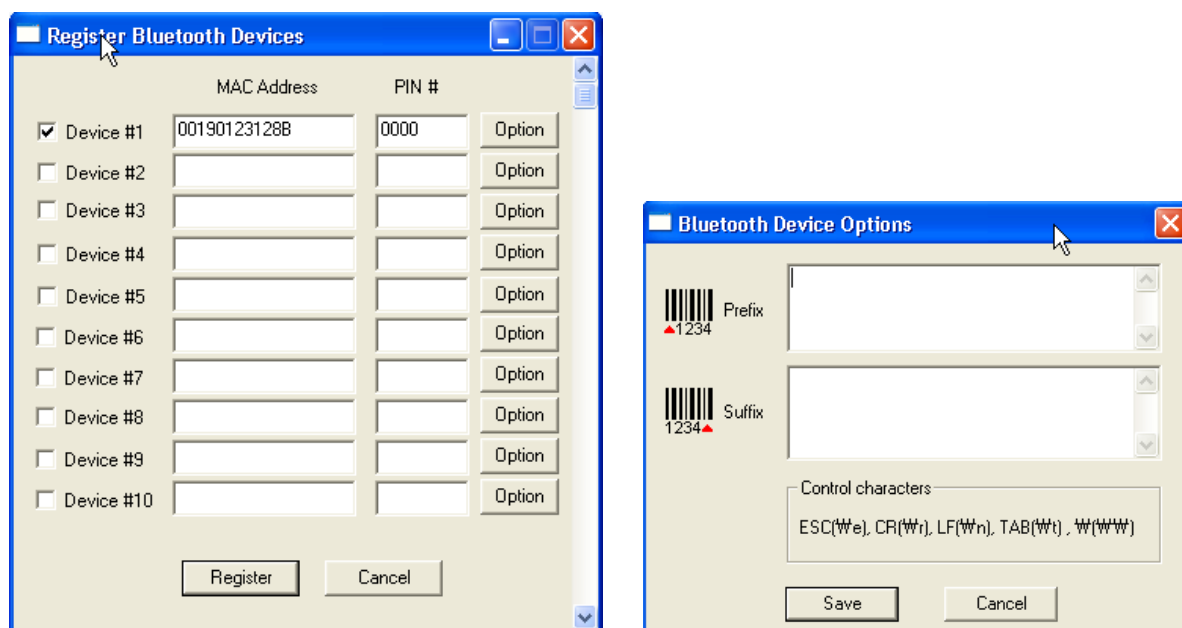 Register Bluetooth Devices
MAC Address PIN #
Device #1 00190123128B 0000 Option
Device #2 Option
Device #3 Option
Device #4 Option
Device #5 Option
Device #6 Option
Device #7 Option
Device #8 Option
Device #9 Option
Device #10 Option
Register Cancel
Bluetooth Device Options
1234 Prefix
1234 Suffix
Control characters
ESC(₩e), CR(₩r), LF(₩n), TAB(₩t) , ₩(₩₩)
Save Cancel